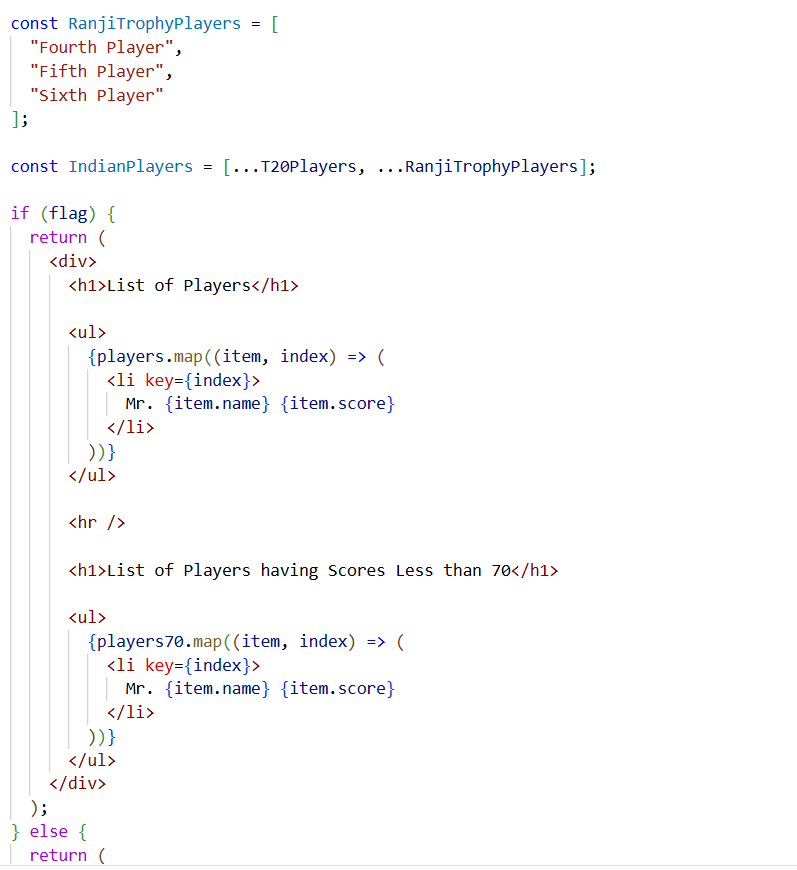 const RanjiTrophyPlayers = [
  "Fourth Player",
  "Fifth Player",
  "Sixth Player"
];

const IndianPlayers = [...T20Players, ...RanjiTrophyPlayers];

if (flag) {
  return (
    <div>
      <h1>List of Players</h1>

      <ul>
        {players.map((item, index) => (
          <li key={index}>
            Mr. {item.name} {item.score}
          </li>
        ))}
      </ul>

      <hr />

      <h1>List of Players having Scores Less than 70</h1>

      <ul>
        {players70.map((item, index) => (
          <li key={index}>
            Mr. {item.name} {item.score}
          </li>
        ))}
      </ul>
    </div>
  );
} else {
  return (